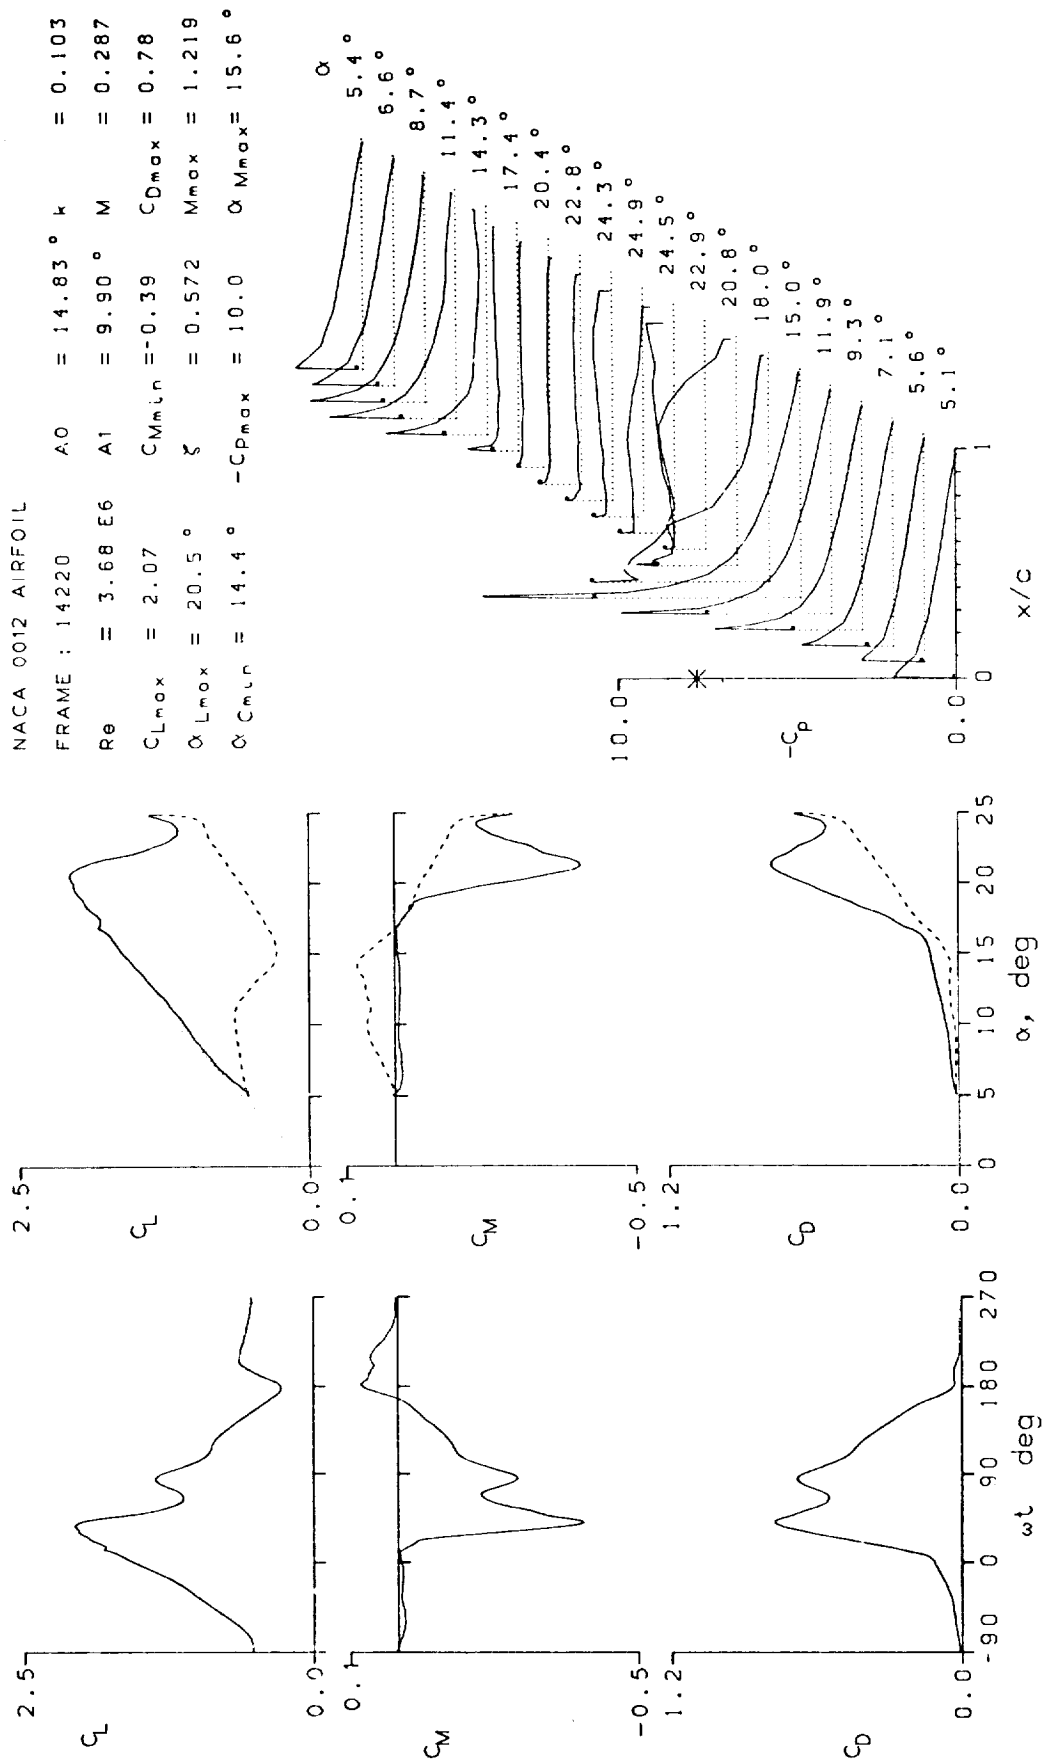 NACA 0012 AIRFOIL
FRAME : 14220 A0 = 14.83° k = 0.103
Re = 3.68 E6 A1 = 9.90° M = 0.287
CLmax = 2.07 CMmin =-0.39 CDmax = 0.78
αLmax = 20.5° ζ = 0.572 Mmax = 1.219
αCmin = 14.4° -CPmax = 10.0 αMmax= 15.6°
2.5
CL
0.0
0.1
CM
-0.5
1.2
CD
0.0
-90 0 90 180 270
ωt deg
2.5
CL
0.0
0.1
CM
-0.5
1.2
CD
0.0
0 5 10 15 20 25
α, deg
α
5.4°
6.6°
8.7°
11.4°
14.3°
17.4°
20.4°
22.8°
24.3°
24.9°
24.5°
22.9°
20.8°
18.0°
15.0°
11.9°
9.3°
7.1°
5.6°
5.1°
10.0
-Cp
0.0
0 1
x/c